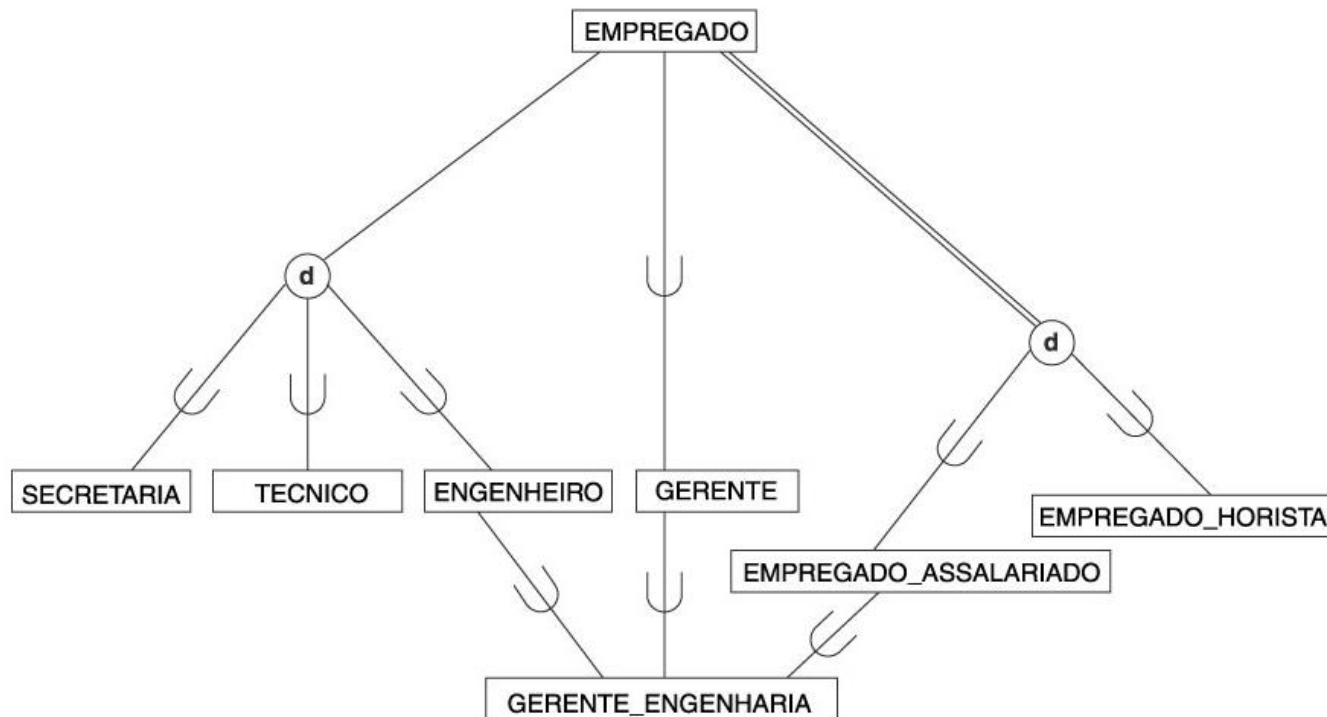 EMPREGADO
d
d
SECRETARIA
TECNICO
ENGENHEIRO
GERENTE
EMPREGADO_HORISTA
EMPREGADO_ASSALARIADO
GERENTE_ENGENHARIA